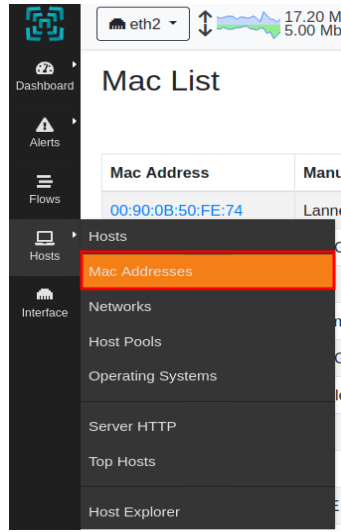 eth2
17.20 M
5.00 Mb
Dashboard
Mac List
Alerts
Mac Address
Manu
Flows
00:90:0B:50:FE:74
Lanne
Hosts
Hosts
Mac Addresses
Interface
Networks
Host Pools
Operating Systems
Server HTTP
Top Hosts
Host Explorer